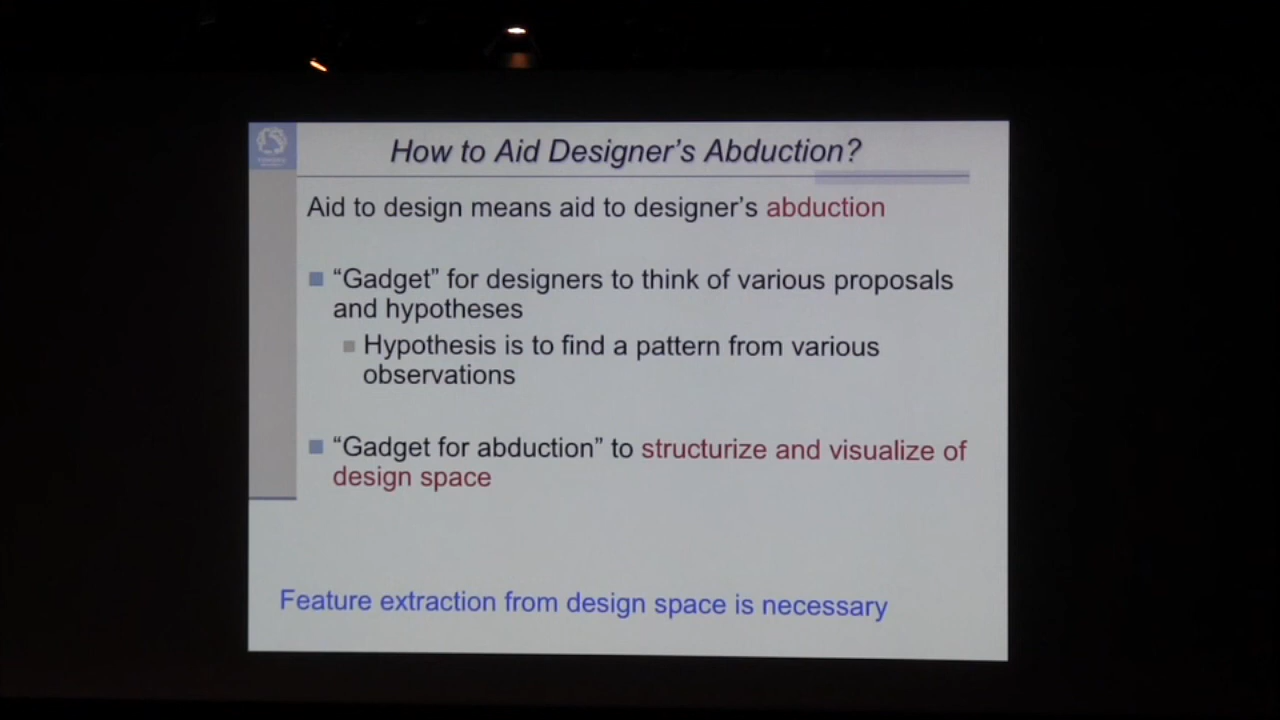 How to Aid Designer's Abduction?
Aid to design means aid to designer's abduction
“Gadget” for designers to think of various proposals
and hypotheses
Hypothesis is to find a pattern from various
observations
“Gadget for abduction” to structurize and visualize of
design space
Feature extraction from design space is necessary